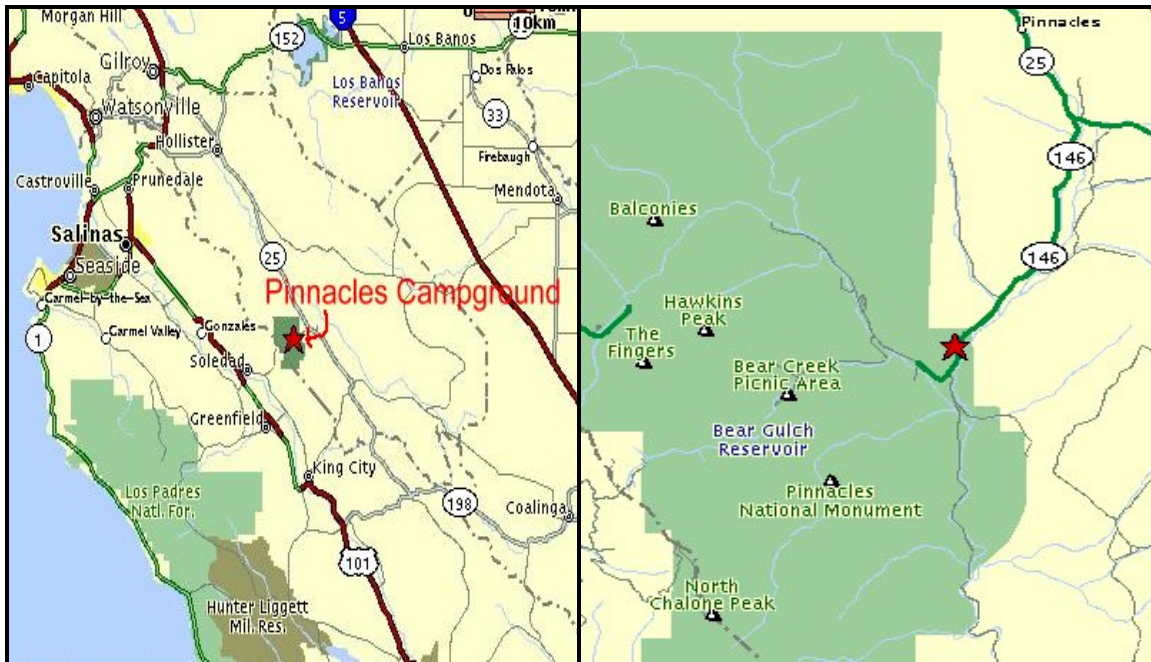 Morgan Hill
5
10km
152
Los Banos
Gilroy
Capitola
Dos Palos
Los Banos
Reservoir
Watsonville
33
Hollister
Firebaugh
Castroville
Prunedale
Mendota
Salinas
Seaside
25
Pinnacles Campground
Carmel-by-the-Sea
1
Carmel Valley
Gonzales
Soledad
Greenfield
King City
Los Padres
Natl. For.
198
Coalinga
101
Hunter Liggett
Mil. Res.
Pinnacles
25
146
Balconies
146
Hawkins
Peak
The
Fingers
Bear Creek
Picnic Area
Bear Gulch
Reservoir
Pinnacles
National Monument
North
Chalone Peak